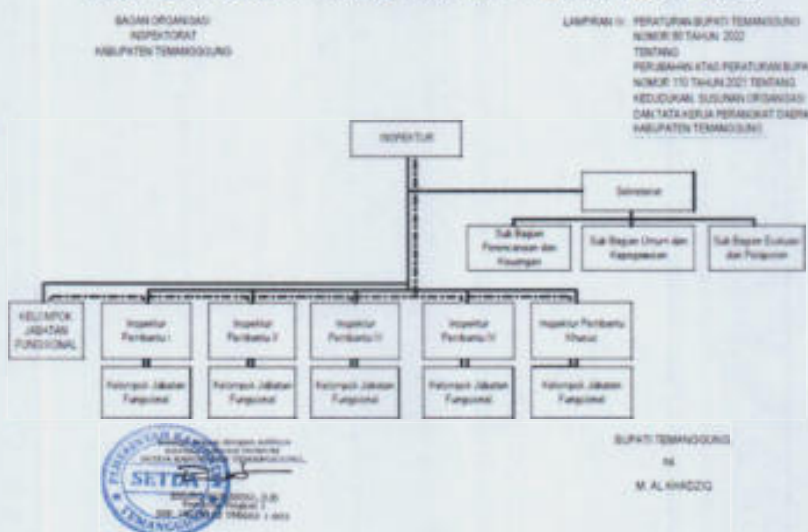 BAGAN ORGANISASI
INSPEKTORAT
KABUPATEN TEMANGGUNG
LAMPIRAN IV PERATURAN BUPATI TEMANGGUNG
NOMOR 90 TAHUN 2022
TENTANG
PERUBAHAN ATAS PERATURAN BUPA
NOMOR 110 TAHUN 2021 TENTANG
KEDUDUKAN, SUSUNAN ORGANISASI
DAN TATA KERJA PERANGKAT DAERA
KABUPATEN TEMANGGUNG
INSPEKTUR
Sekretariat
Sub Bagian
Perencanaan dan
Keuangan
Sub Bagian Umum dan
Kepegawaian
Sub Bagian Evaluasi
dan Pelaporan
KELOMPOK
JABATAN
FUNGSIONAL
Inspektur
Pembantu I
Inspektur
Pembantu II
Inspektur
Pembantu III
Inspektur
Pembantu IV
Inspektur Pembantu
Khusus
Kelompok Jabatan
Fungsional
Kelompok Jabatan
Fungsional
Kelompok Jabatan
Fungsional
Kelompok Jabatan
Fungsional
Kelompok Jabatan
Fungsional
SETDA
BUPATI TEMANGGUNG
ttd
M. AL KHADZIQ